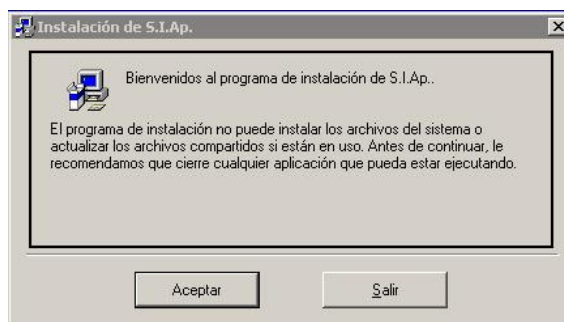 Instalación de S.I.Ap.
Bienvenidos al programa de instalación de S.I.Ap..
El programa de instalación no puede instalar los archivos del sistema o
actualizar los archivos compartidos si están en uso. Antes de continuar, le
recomendamos que cierre cualquier aplicación que pueda estar ejecutando.
Aceptar
Salir